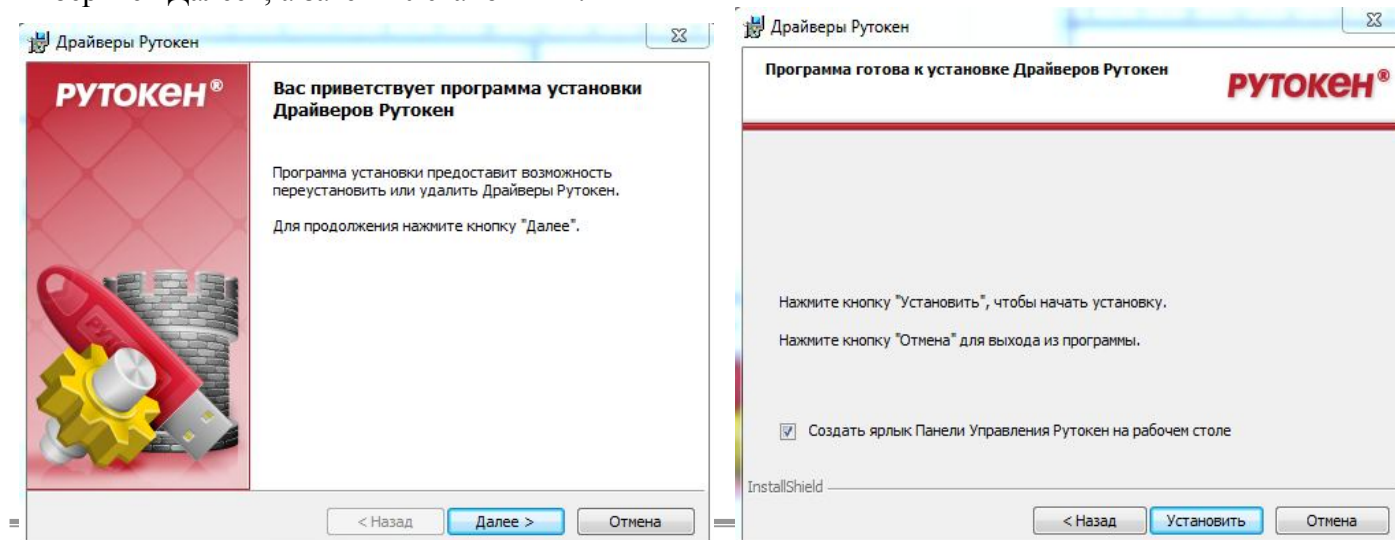 Драйверы Рутокен
РУТОКЕН®
Вас приветствует программа установки
Драйверов Рутокен
Программа установки предоставит возможность
переустановить или удалить Драйверы Рутокен.
Для продолжения нажмите кнопку "Далее".
< Назад
Далее >
Отмена
Драйверы Рутокен
Программа готова к установке Драйверов Рутокен
РУТОКЕН®
Нажмите кнопку "Установить", чтобы начать установку.
Нажмите кнопку "Отмена" для выхода из программы.
Создать ярлык Панели Управления Рутокен на рабочем столе
InstallShield
< Назад
Установить
Отмена